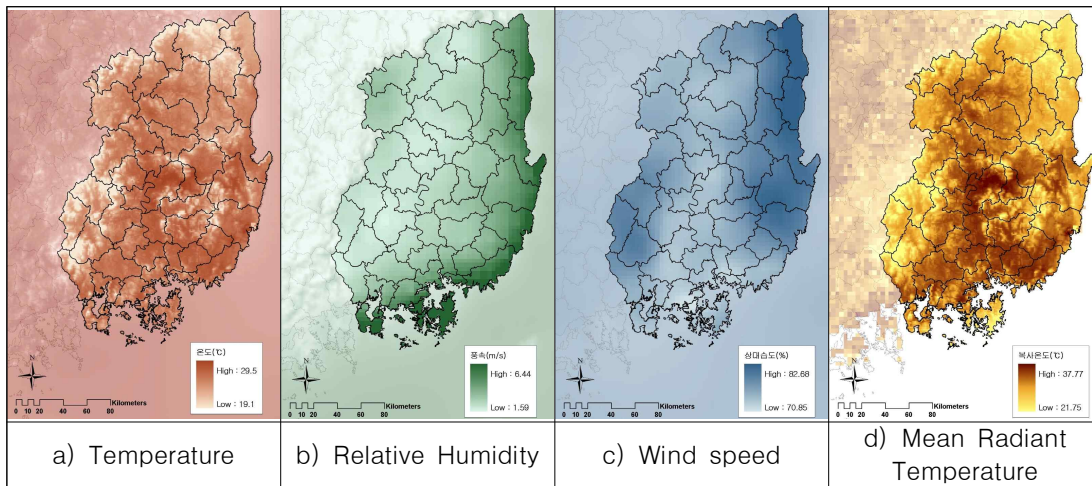 N
0 10 20 40 60 80
Kilometers
온도(℃)
High : 29.5
Low : 19.1
N
0 10 20 40 60 80
Kilometers
풍속(m/s)
High : 6.44
Low : 1.59
N
0 10 20 40 60 80
Kilometers
상대습도(%)
High : 82.68
Low : 70.85
N
0 10 20 40 60 80
Kilometers
복사온도(℃)
High : 37.77
Low : 21.75
a) Temperature
b) Relative Humidity
c) Wind speed
d) Mean Radiant
Temperature